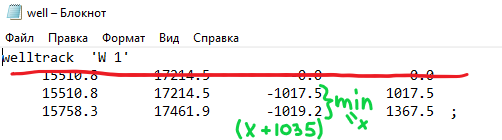 well – Блокнот
Файл Правка Формат Вид Справка
welltrack 'W 1'
15510.8 17214.5 0.0 0.0
15510.8 17214.5 -1017.5 1017.5
15758.3 17461.9 -1019.2 1367.5 ;
} min = x
(x+1035)